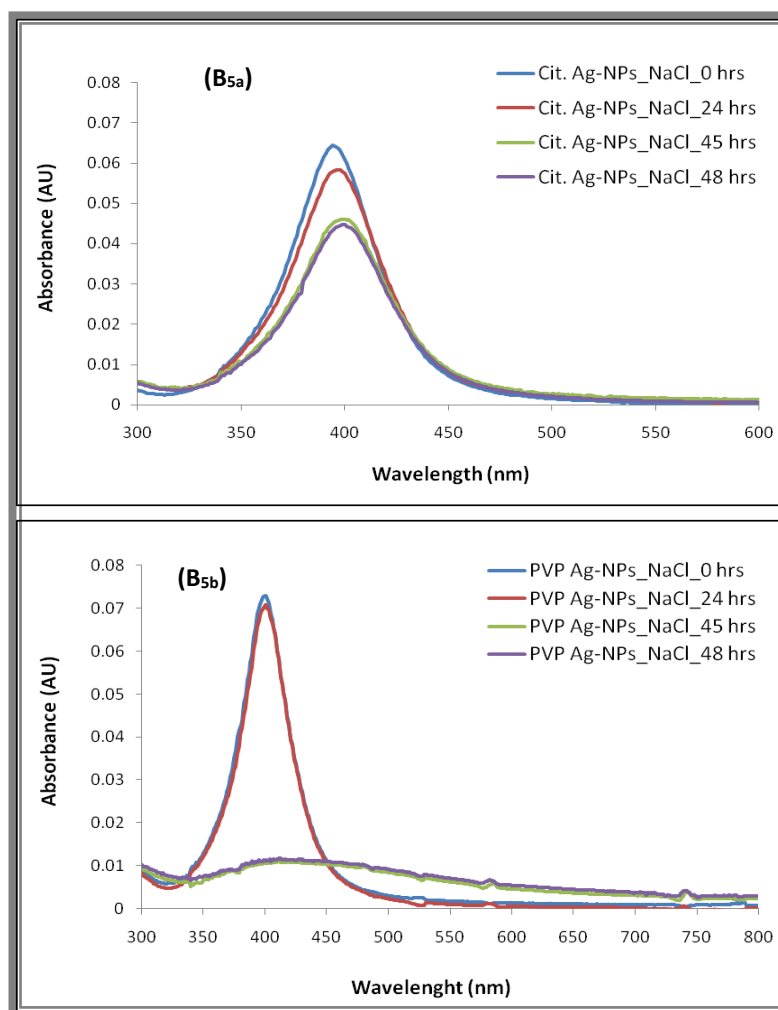 (B5a)
Cit. Ag-NPs_NaCl_0 hrs
Cit. Ag-NPs_NaCl_24 hrs
Cit. Ag-NPs_NaCl_45 hrs
Cit. Ag-NPs_NaCl_48 hrs
Absorbance (AU)
0.08
0.07
0.06
0.05
0.04
0.03
0.02
0.01
0
300 350 400 450 500 550 600
Wavelength (nm)
(B5b)
PVP Ag-NPs_NaCl_0 hrs
PVP Ag-NPs_NaCl_24 hrs
PVP Ag-NPs_NaCl_45 hrs
PVP Ag-NPs_NaCl_48 hrs
Absorbance (AU)
0.08
0.07
0.06
0.05
0.04
0.03
0.02
0.01
0
300 350 400 450 500 550 600 650 700 750 800
Wavelenght (nm)